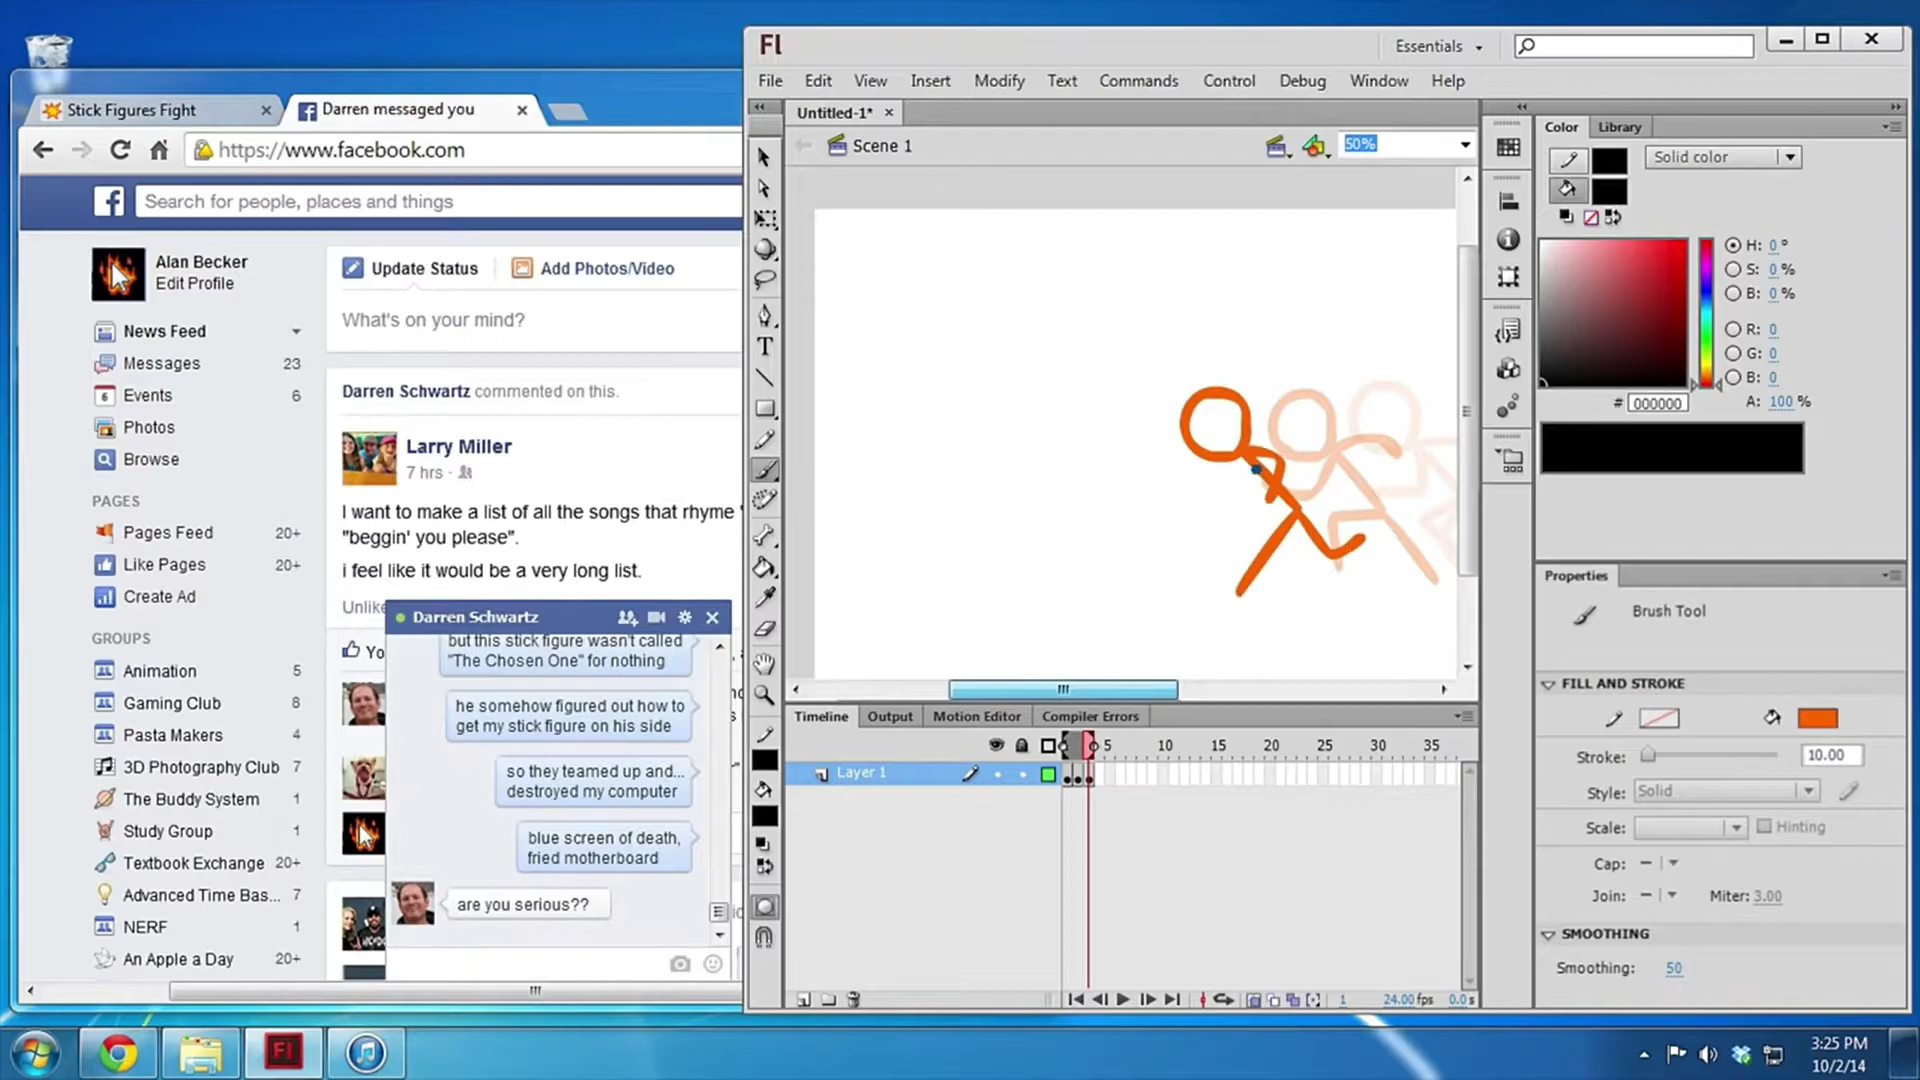 Stick Figures Fight
Darren messaged you
https://www.facebook.com
Search for people, places and things
Alan Becker
Edit Profile
News Feed
Messages 23
Events 6
Photos
Browse
PAGES
Pages Feed 20+
Like Pages 20+
Create Ad
GROUPS
Animation 5
Gaming Club 8
Pasta Makers 4
3D Photography Club 7
The Buddy System 1
Study Group 1
Textbook Exchange 20+
Advanced Time Bas... 7
NERF 1
An Apple a Day 20+
Update Status
Add Photos/Video
What's on your mind?
Darren Schwartz commented on this.
Larry Miller
7 hrs ·
I want to make a list of all the songs that rhyme "
"beggin' you please".
i feel like it would be a very long list.
Unlike
Yo
Darren Schwartz
but this stick figure wasn't called
"The Chosen One" for nothing
he somehow figured out how to
get my stick figure on his side
so they teamed up and...
destroyed my computer
blue screen of death,
fried motherboard
are you serious??
Fl
Essentials
File Edit View Insert Modify Text Commands Control Debug Window Help
Untitled-1*
Scene 1
50%
T
Timeline Output Motion Editor Compiler Errors
5 10 15 20 25 30 35
Layer 1
1 24.00 fps 0.0 s
Color Library
Solid color
H: 0 °
S: 0 %
B: 0 %
R: 0
G: 0
B: 0
# 000000
A: 100 %
Properties
Brush Tool
FILL AND STROKE
Stroke: 10.00
Style: Solid
Scale: Hinting
Cap: –
Join: – Miter: 3.00
SMOOTHING
Smoothing: 50
Fl
3:25 PM
10/2/14